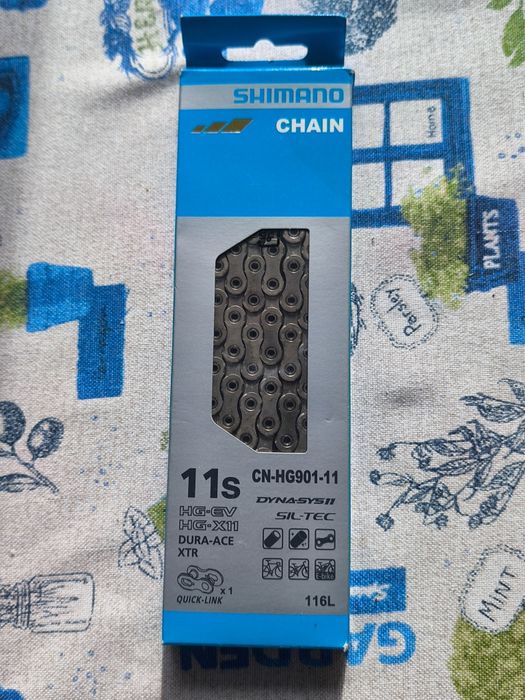 SHIMANO
CHAIN
11s
CN-HG901-11
HG-EV
HG-X11
DYNA-SYS11
SIL-TEC
DURA-ACE
XTR
x 1
QUICK-LINK
116L
Home
PLANTS
Parsley
MINT
GARDEN